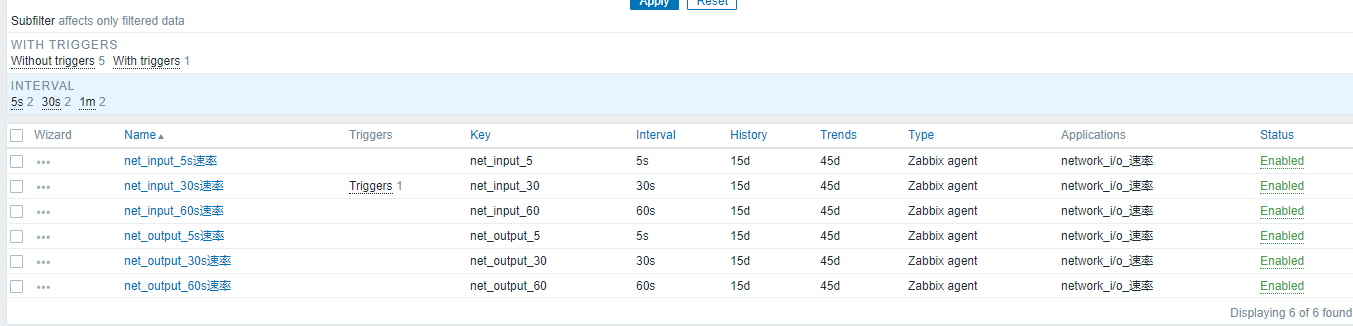 Apply Reset
Subfilter affects only filtered data
WITH TRIGGERS
Without triggers 5 With triggers 1
INTERVAL
5s 2 30s 2 1m 2
Wizard Name Triggers Key Interval History Trends Type Applications Status
net_input_5s速率 net_input_5 5s 15d 45d Zabbix agent network_i/o_速率 Enabled
net_input_30s速率 Triggers 1 net_input_30 30s 15d 45d Zabbix agent network_i/o_速率 Enabled
net_input_60s速率 net_input_60 60s 15d 45d Zabbix agent network_i/o_速率 Enabled
net_output_5s速率 net_output_5 5s 15d 45d Zabbix agent network_i/o_速率 Enabled
net_output_30s速率 net_output_30 30s 15d 45d Zabbix agent network_i/o_速率 Enabled
net_output_60s速率 net_output_60 60s 15d 45d Zabbix agent network_i/o_速率 Enabled
Displaying 6 of 6 found